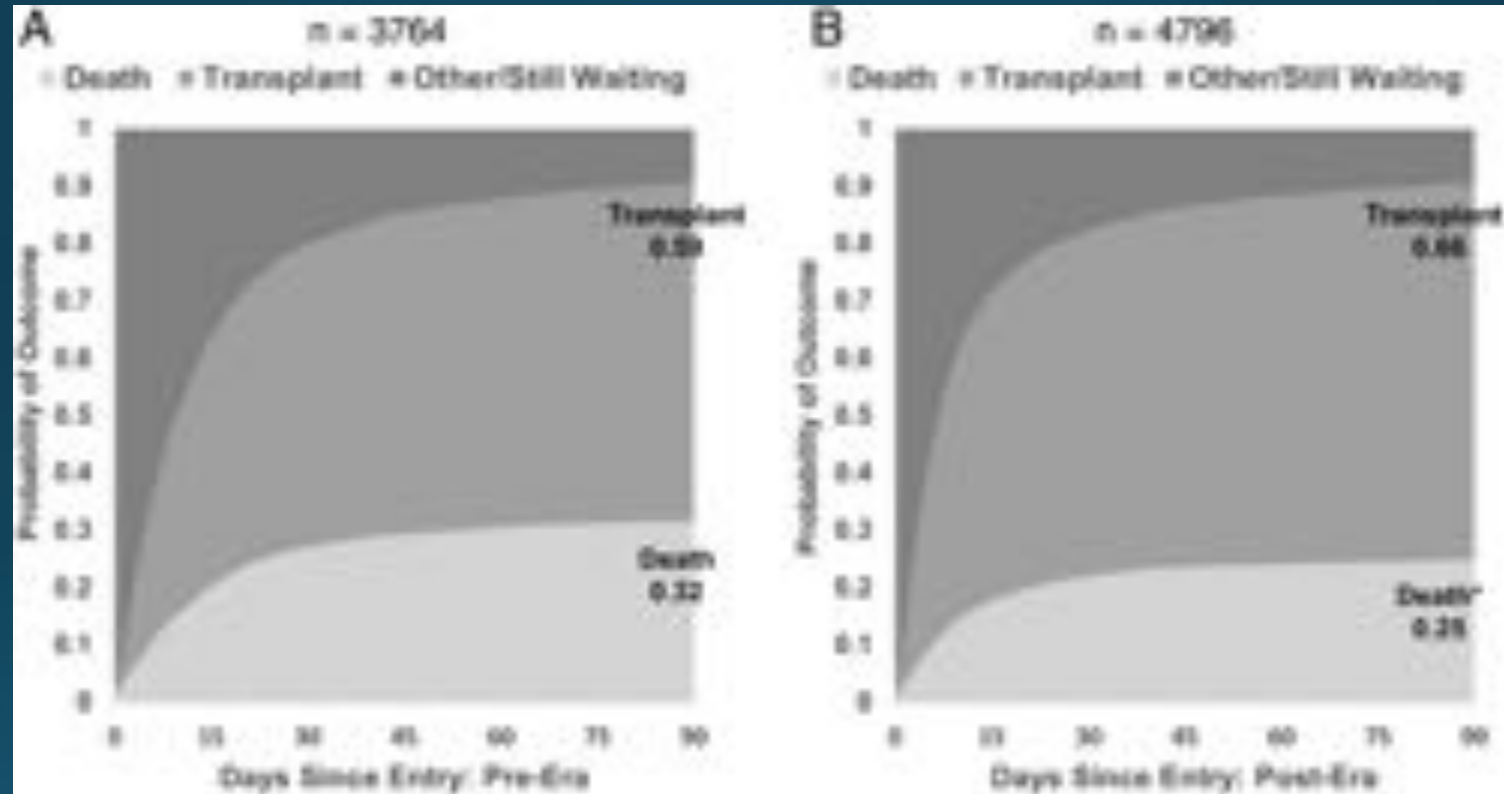 A
n = 3764
Death Transplant Other/Still Waiting
1
0.9
0.8
0.7
0.6
0.5
0.4
0.3
0.2
0.1
0
Probability of Outcome
Transplant
0.59
Death
0.32
0 15 30 45 60 75 90
Days Since Entry: Pre-Era
B
n = 4796
Death Transplant Other/Still Waiting
1
0.9
0.8
0.7
0.6
0.5
0.4
0.3
0.2
0.1
0
Probability of Outcome
Transplant
0.66
Death*
0.25
0 15 30 45 60 75 90
Days Since Entry: Post-Era